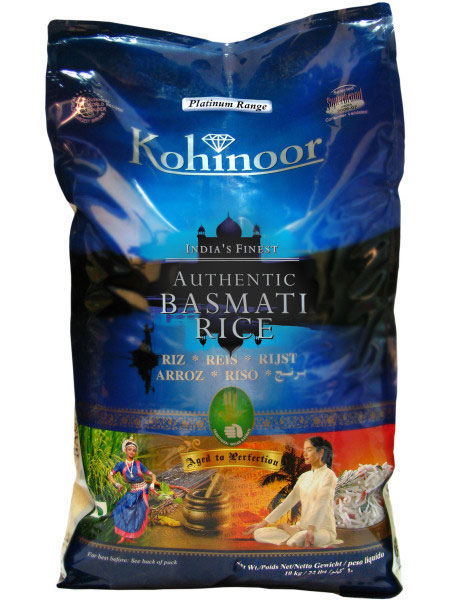 Platinum Range
Kohinoor
INDIA'S FINEST
AUTHENTIC
BASMATI
RICE
RIZ * REIS * RIJST
ARROZ * RISO * برنج
Aged to Perfection
For best before: See back of pack
Net Wt/Poids Net/Netto Gewicht / peso liquido
10 kg / 22 lbs /